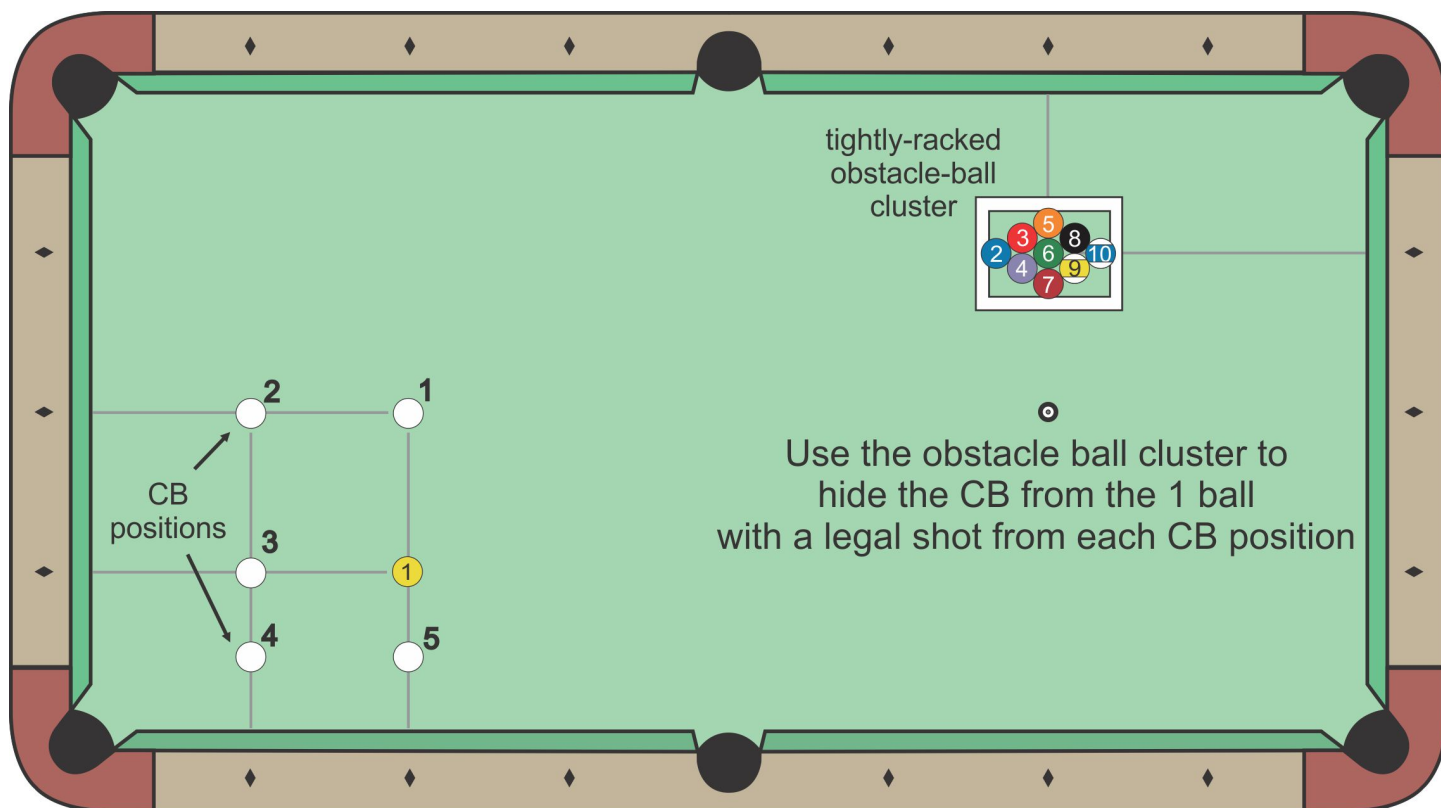 tightly-racked
obstacle-ball
cluster
5
3 8
2 6 10
4 9
7
2 1
CB
positions
3
1
4 5
Use the obstacle ball cluster to
hide the CB from the 1 ball
with a legal shot from each CB position